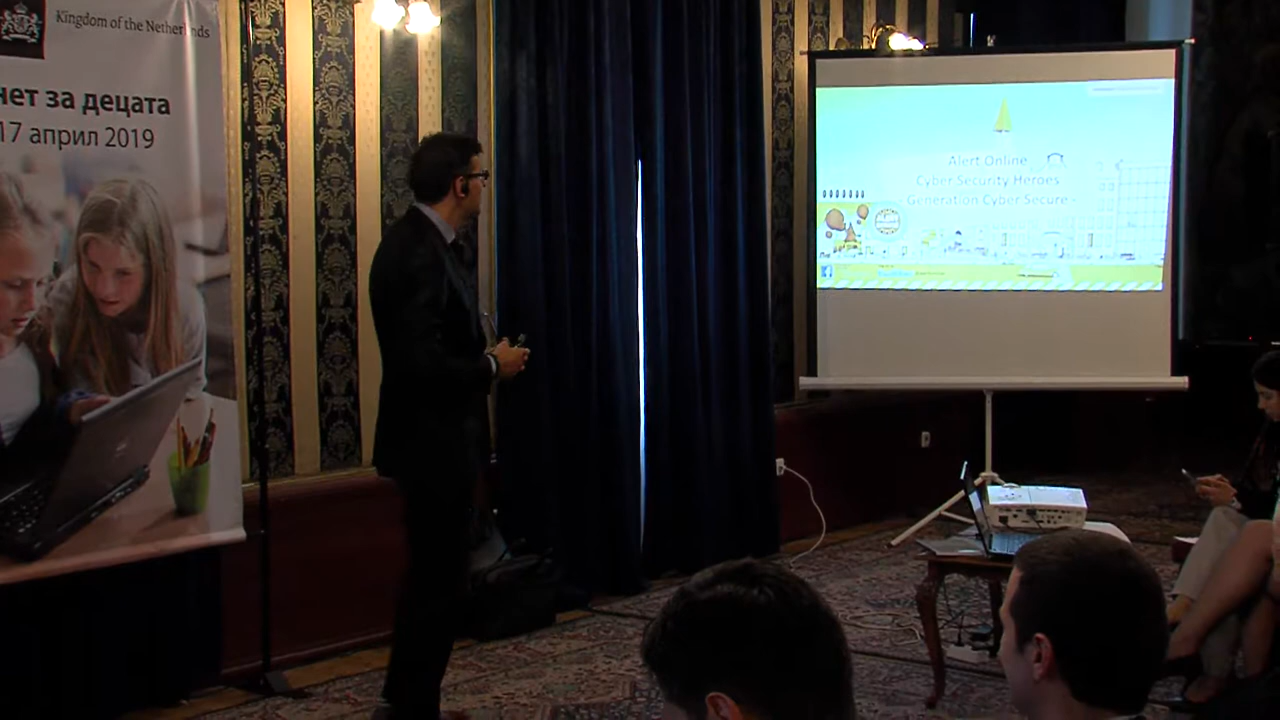 Kingdom of the Netherlands
нет за децата
17 април 2019
Alert Online
Cyber Security Heroes
Generation Cyber Secure -